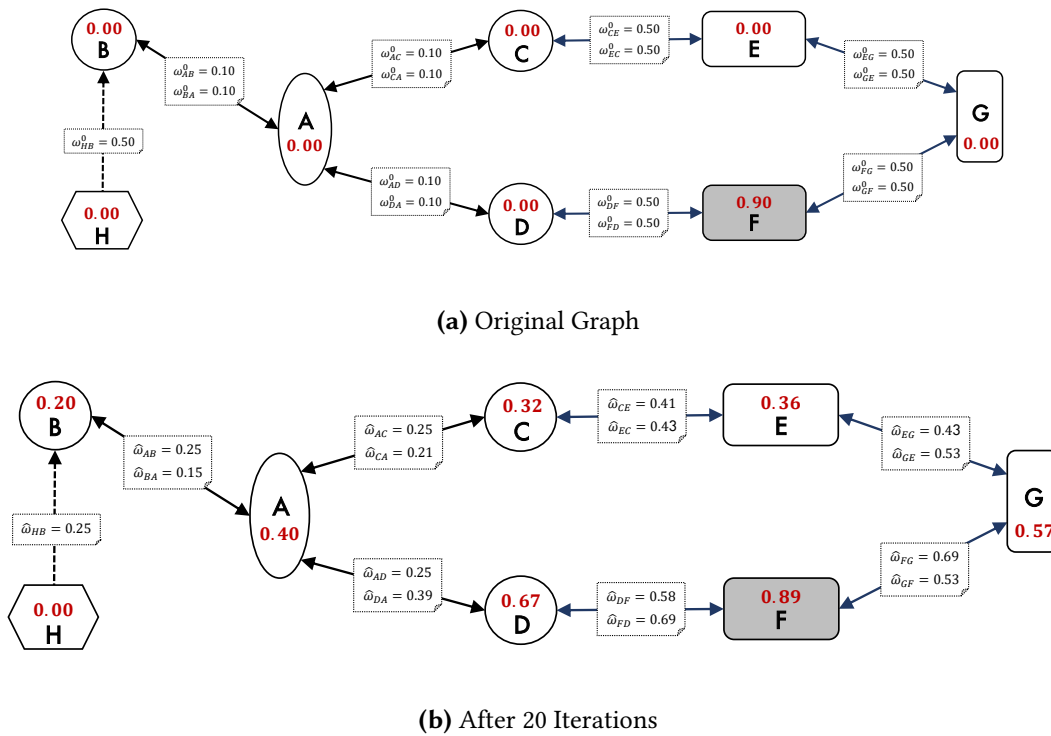 0.00
B
ω⁰_AB = 0.10
ω⁰_BA = 0.10
ω⁰_HB = 0.50
0.00
H
A
0.00
ω⁰_AC = 0.10
ω⁰_CA = 0.10
ω⁰_AD = 0.10
ω⁰_DA = 0.10
0.00
C
0.00
D
ω⁰_CE = 0.50
ω⁰_EC = 0.50
ω⁰_DF = 0.50
ω⁰_FD = 0.50
0.00
E
0.90
F
ω⁰_EG = 0.50
ω⁰_GE = 0.50
ω⁰_FG = 0.50
ω⁰_GF = 0.50
G
0.00
(a) Original Graph
0.20
B
ω̂_AB = 0.25
ω̂_BA = 0.15
ω̂_HB = 0.25
0.00
H
A
0.40
ω̂_AC = 0.25
ω̂_CA = 0.21
ω̂_AD = 0.25
ω̂_DA = 0.39
0.32
C
0.67
D
ω̂_CE = 0.41
ω̂_EC = 0.43
ω̂_DF = 0.58
ω̂_FD = 0.69
0.36
E
0.89
F
ω̂_EG = 0.43
ω̂_GE = 0.53
ω̂_FG = 0.69
ω̂_GF = 0.53
G
0.57
(b) After 20 Iterations